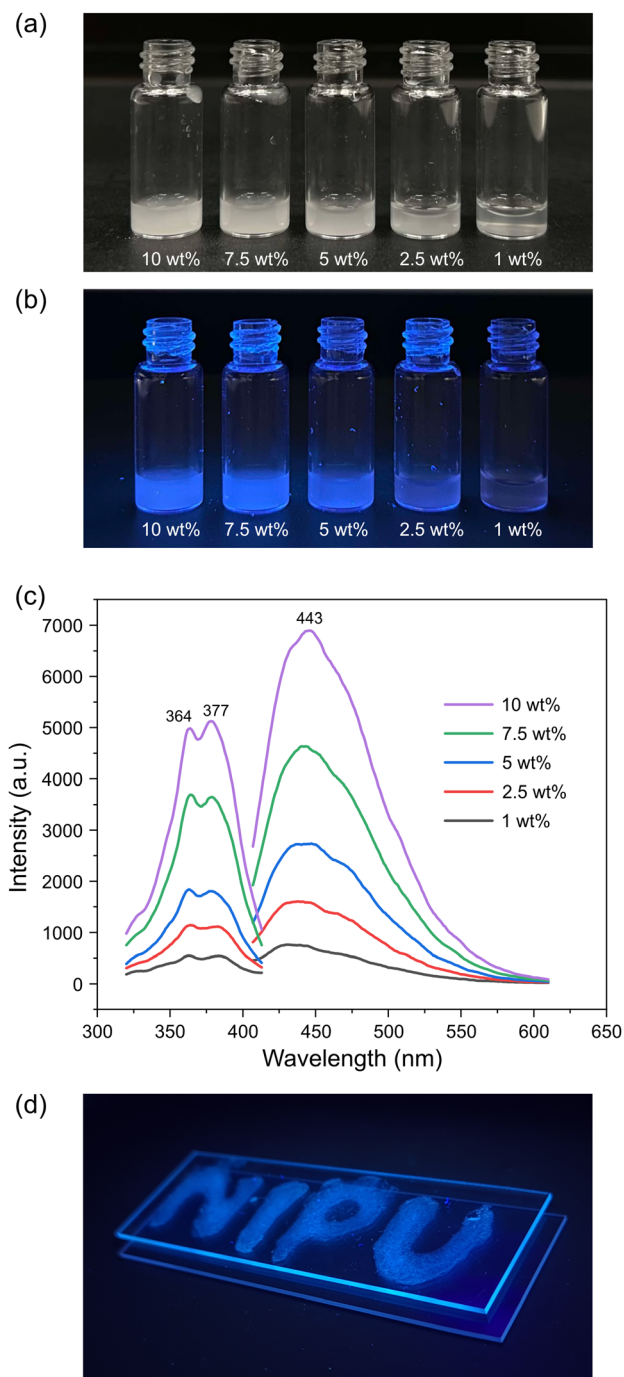 (a)
10 wt% 7.5 wt% 5 wt% 2.5 wt% 1 wt%
(b)
10 wt% 7.5 wt% 5 wt% 2.5 wt% 1 wt%
(c)
7000
6000
5000
4000
3000
2000
1000
0
Intensity (a.u.)
443
364 377
10 wt%
7.5 wt%
5 wt%
2.5 wt%
1 wt%
300 350 400 450 500 550 600 650
Wavelength (nm)
(d)
NIPU